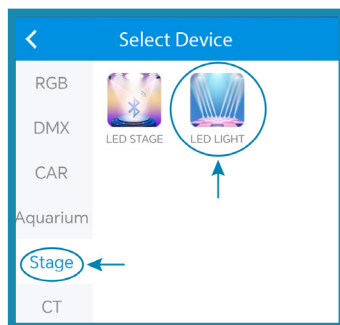 Select Device
RGB
DMX
CAR
Aquarium
Stage
CT
LED STAGE
LED LIGHT